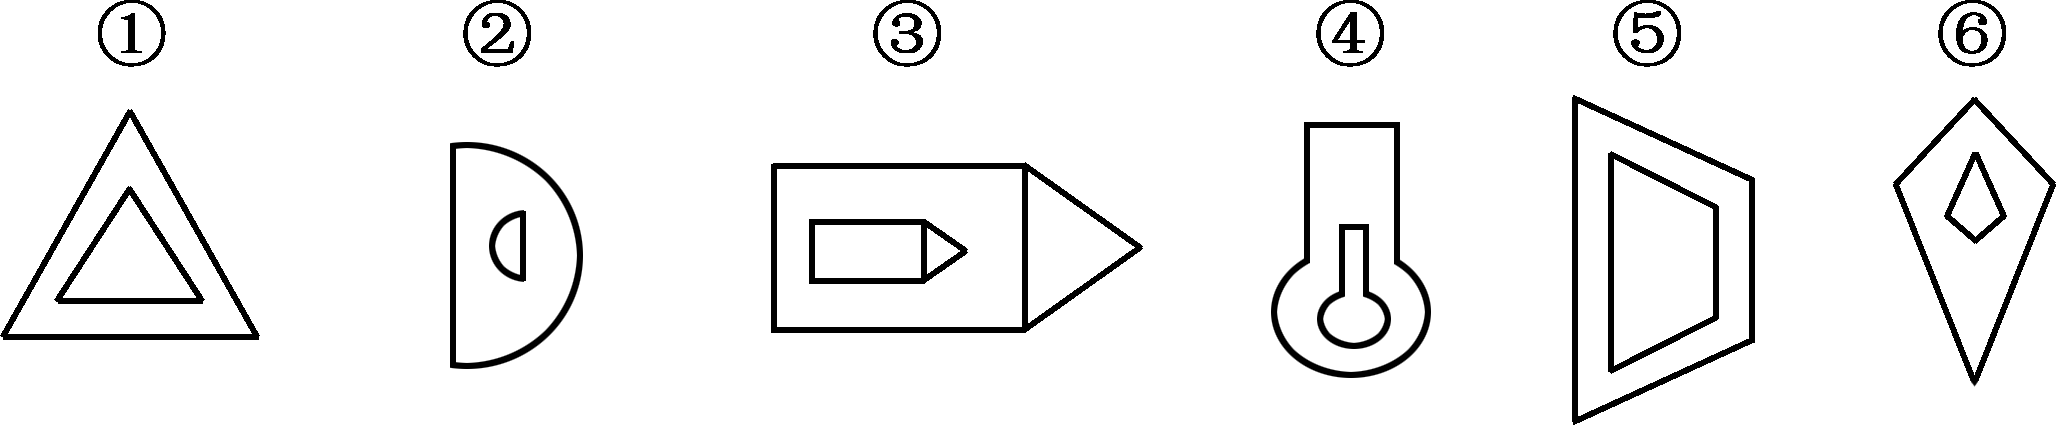 ① ② ③ ④ ⑤ ⑥